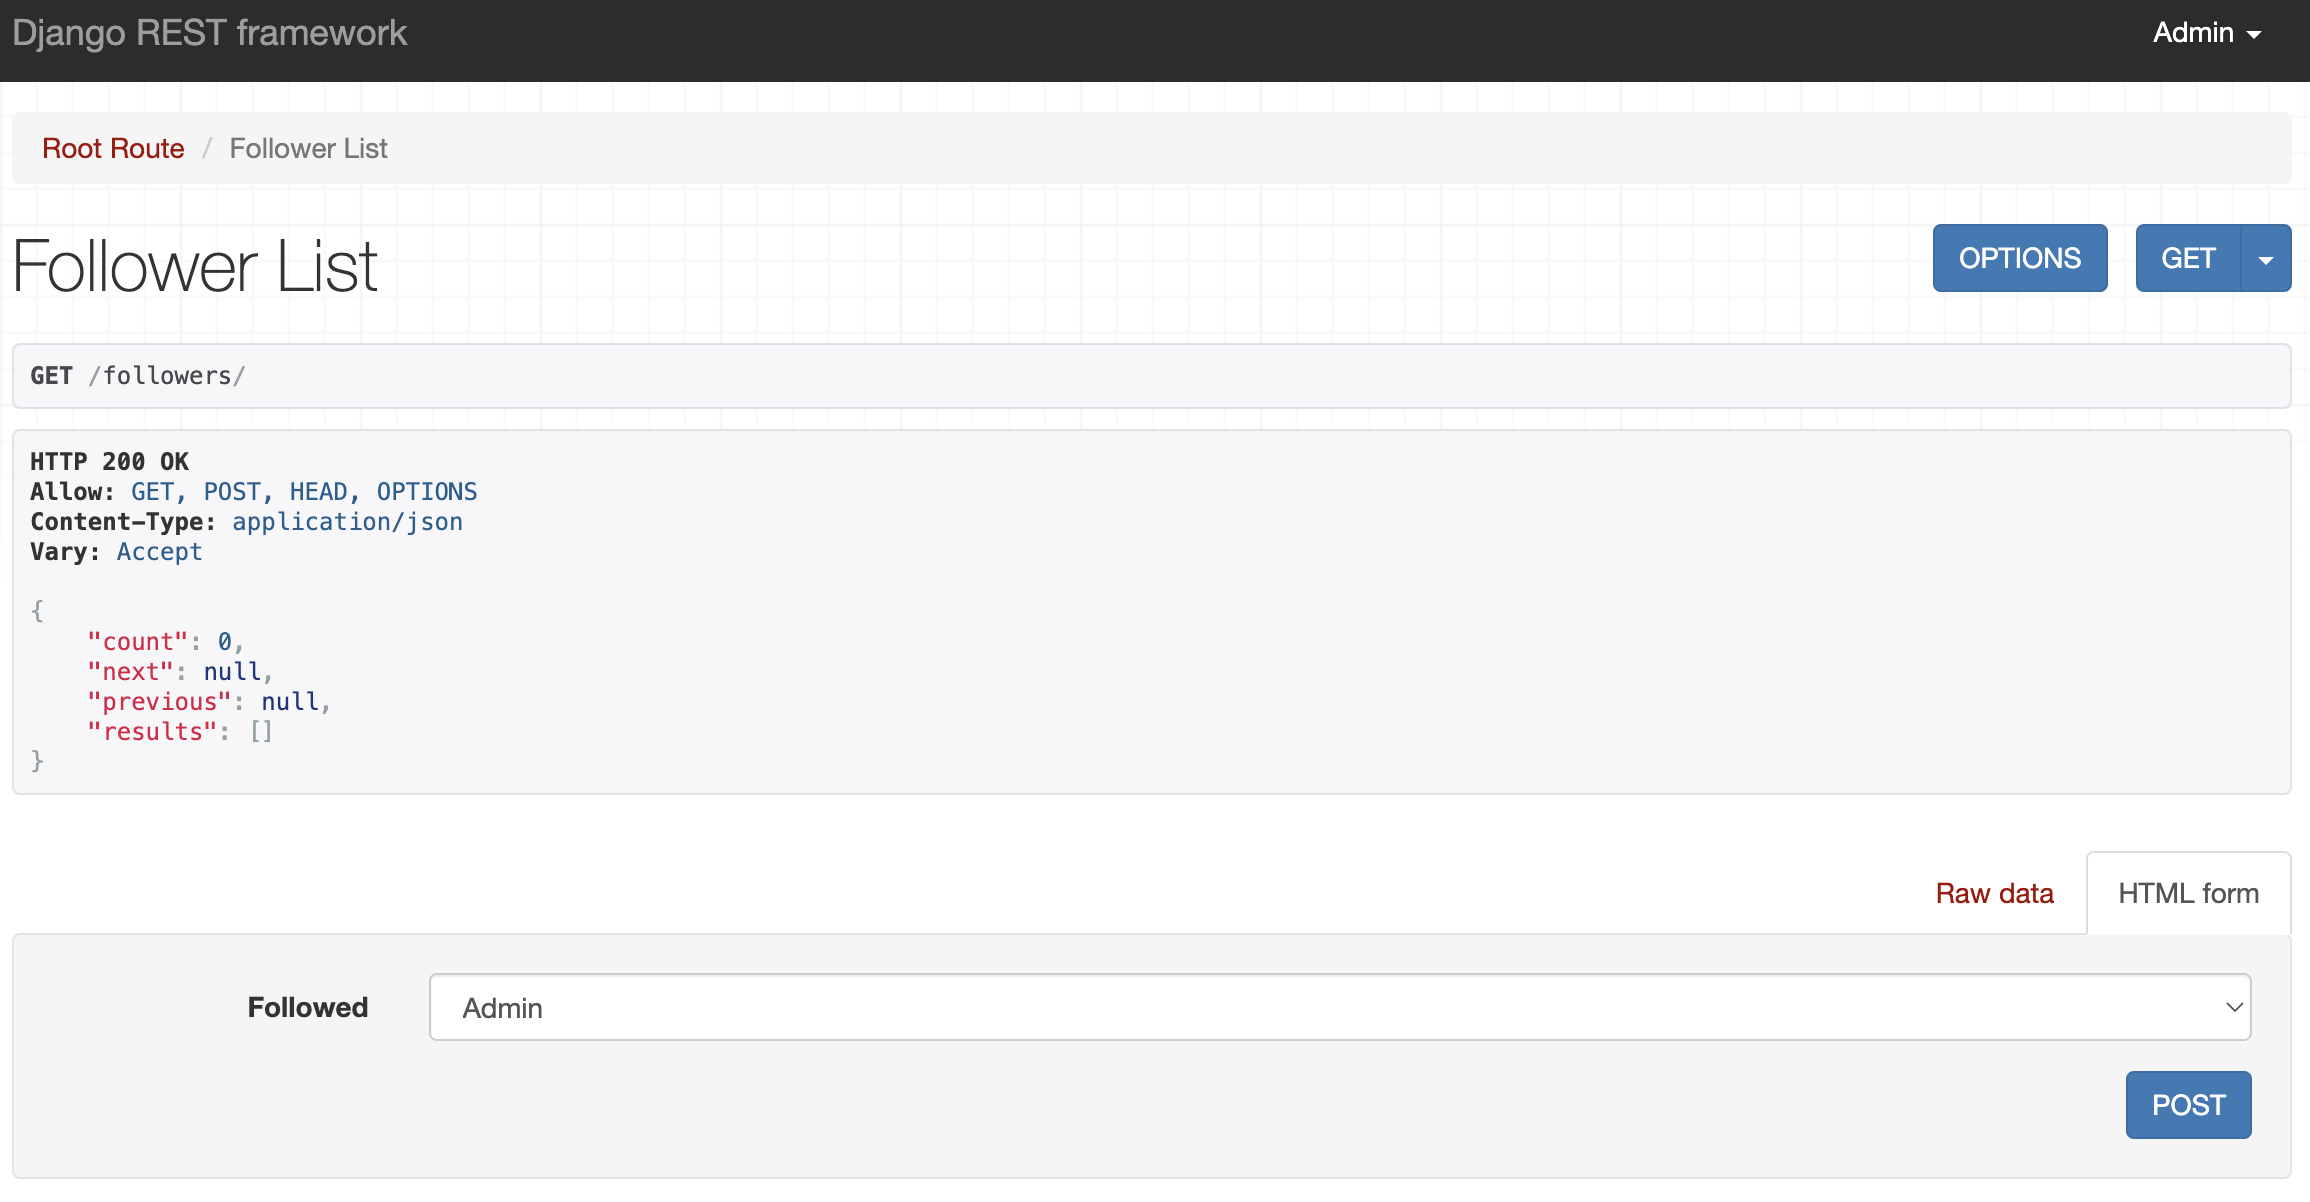 Django REST framework
Admin
Root Route / Follower List
Follower List
OPTIONS
GET
GET /followers/
HTTP 200 OK
Allow: GET, POST, HEAD, OPTIONS
Content-Type: application/json
Vary: Accept
{
    "count": 0,
    "next": null,
    "previous": null,
    "results": []
}
Raw data
HTML form
Followed
Admin
POST